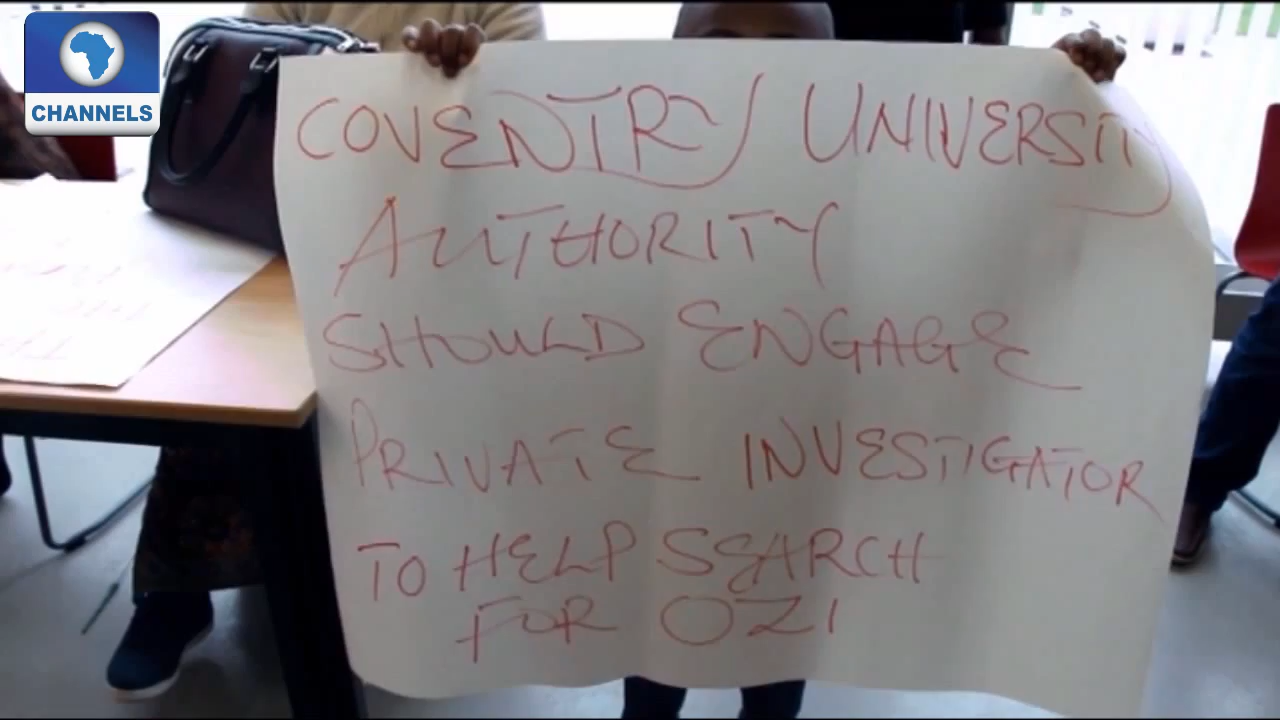 CHANNELS
COVENTRY UNIVERSITY
AUTHORITY
SHOULD ENGAGE
PRIVATE INVESTIGATOR
TO HELP SEARCH
FOR OZI